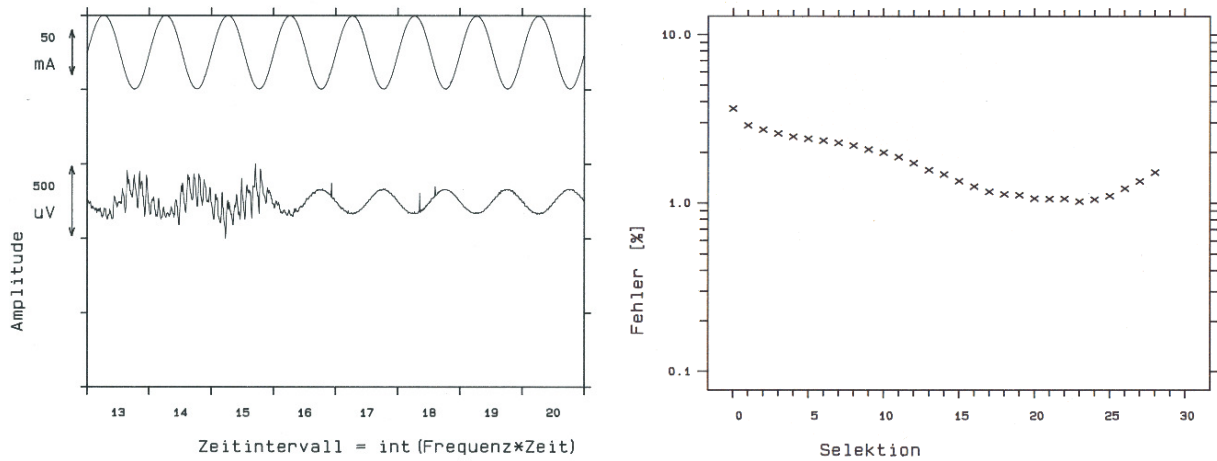 50
mA
500
uV
Amplitude
13 14 15 16 17 18 19 20
Zeitintervall = int(Frequenz*Zeit)
10.0
1.0
0.1
Fehler [%]
0 5 10 15 20 25 30
Selektion